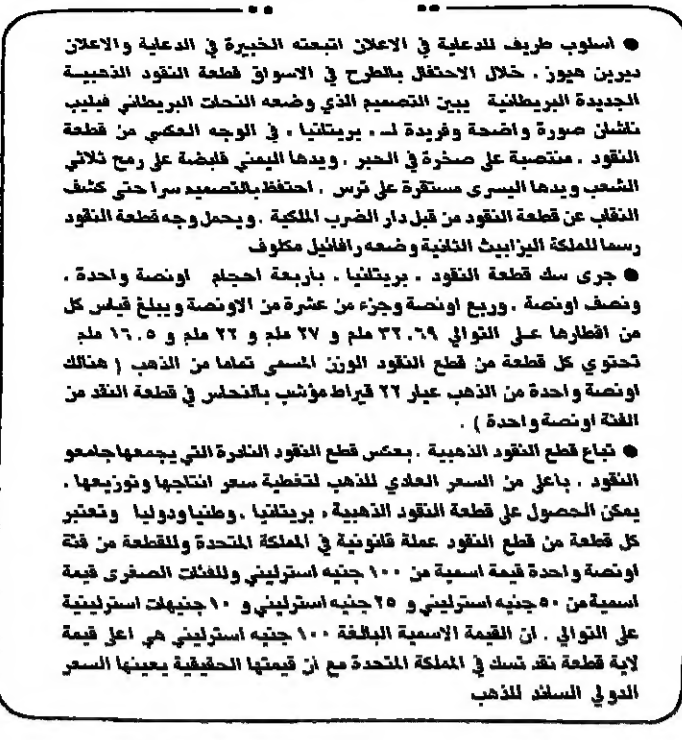 ● اسلوب طريف للدعاية في الاعلان اتبعته الخبيرة في الدعاية والاعلان
ديرين هيوز . خلال الاحتفال بالطرح في الاسواق قطعة النقود الذهبيـة
الجديدة البريطانية يبين التصميم الذي وضعه النحات البريطاني فيليب
ناثان صورة واضحة وفريدة لـ . بريتانيا . في الوجه العكسي من قطعة
النقود . منتصبة على صخرة في الحبر . ويدها اليمنى قابضة على رمح ثلاثي
الشعب ويدها اليسرى مستقرة على ترس . احتفظ بالتصميم سرا حتى كشف
النقاب عن قطعة النقود من قبل دار الضرب الملكية . ويحمل وجه قطعة النقود
رسما للملكة اليزابيث الثانية وضعه رافائيل مكلوف
● جرى سك قطعة النقود . بريتانيا . باربعة احجام اونصة واحدة .
ونصف اونصة . وربع اونصة وجزء من عشرة من الاونصة ويبلغ قياس كل
من اقطارها عـلى التوالي ٣٢.٦٩ ملم و ٢٧ ملم و ٢٢ ملم و ١٦.٥ ملم
تحتوي كل قطعة من قطع النقود الوزن المسمى تماما من الذهب ( هنالك
اونصة واحدة من الذهب عيار ٢٢ قيراط مؤشب بالنحاس في قطعة النقد من
الفئة اونصة واحدة ) .
● تباع قطع النقود الذهبية . بعكس قطع النقود النادرة التي يجمعها جامعو
النقود . باعلى من السعر العادي للذهب لتغطية سعر انتاجها وتوزيعها .
يمكن الحصول على قطعة النقود الذهبية . بريتانيا . وطنيا ودوليا وتعتبر
كل قطعة من قطع النقود عملة قانونية في المملكة المتحدة وللقطعة من فئة
اونصة واحدة قيمة اسمية من ١٠٠ جنيه استرليني وللفئات الصغرى قيمة
اسمية من ٥٠ جنيه استرليني و ٢٥ جنيه استرليني و ١٠ جنيهات استرلينية
على التوالي . ان القيمة الاسمية البالغة ١٠٠ جنيه استرليني هي اعلى قيمة
لاية قطعة نقد تسك في المملكة المتحدة مع ان قيمتها الحقيقية يعينها السعر
الدولي السائد للذهب